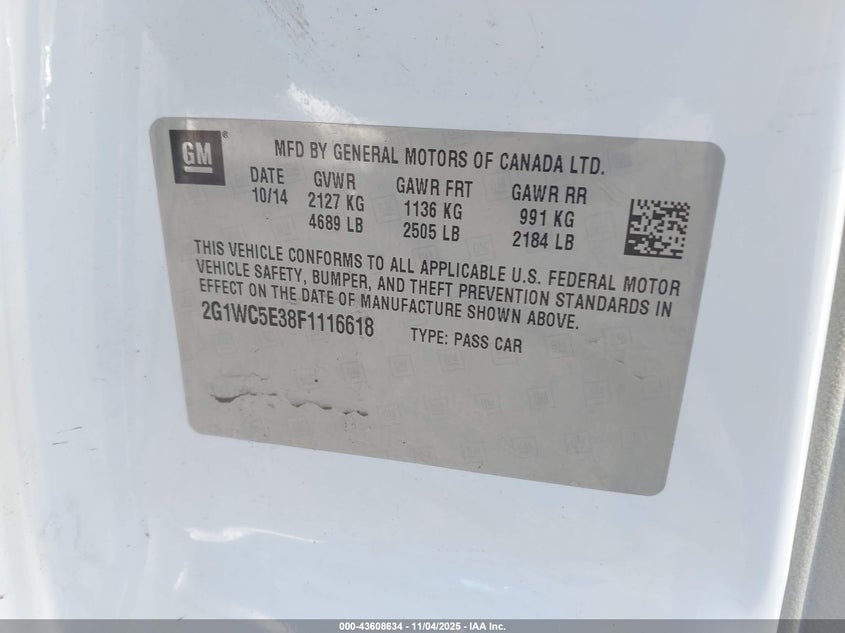 GM ®
MFD BY GENERAL MOTORS OF CANADA LTD.
DATE GVWR GAWR FRT GAWR RR
10/14 2127 KG 1136 KG 991 KG
4689 LB 2505 LB 2184 LB
THIS VEHICLE CONFORMS TO ALL APPLICABLE U.S. FEDERAL MOTOR
VEHICLE SAFETY, BUMPER, AND THEFT PREVENTION STANDARDS IN
EFFECT ON THE DATE OF MANUFACTURE SHOWN ABOVE.
2G1WC5E38F1116618 TYPE: PASS CAR
000-43608634 - 11/04/2025 - IAA Inc.